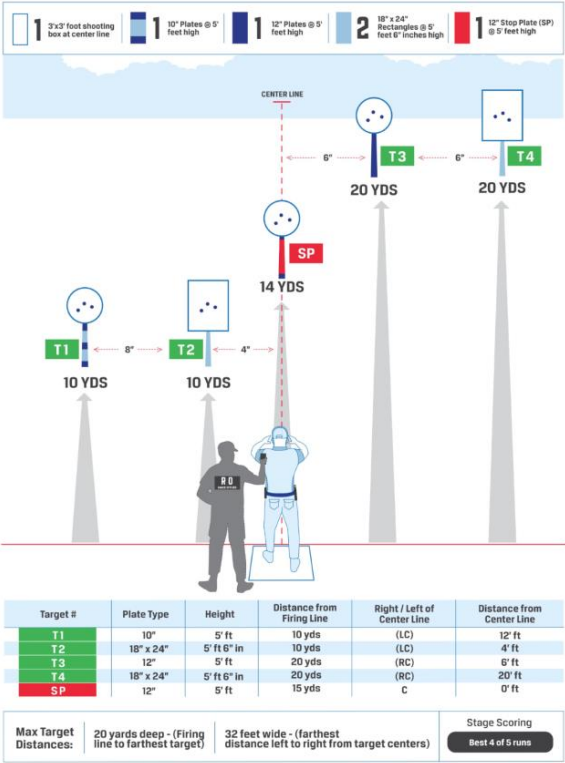 1 3'x3' foot shooting
box at center line
1 10" Plates @ 5'
feet high
1 12" Plates @ 5'
feet high
2 18" x 24"
Rectangles @ 5'
feet 6" inches high
1 12" Stop Plate (SP)
@ 5' feet high
CENTER LINE
6" T3 6" T4
20 YDS 20 YDS
SP
14 YDS
T1 8" T2 4"
10 YDS 10 YDS
RO
Target # Plate Type Height Distance from Firing Line Right / Left of Center Line Distance from Center Line
T1 10" 5' ft 10 yds (LC) 12' ft
T2 18" x 24" 5' ft 6" in 10 yds (LC) 4' ft
T3 12" 5' ft 20 yds (RC) 6' ft
T4 18" x 24" 5' ft 6" in 20 yds (RC) 20' ft
SP 12" 5' ft 15 yds C 0' ft
Max Target
Distances:
20 yards deep - (Firing
line to farthest target)
32 feet wide - (farthest
distance left to right from target centers)
Stage Scoring
Best 4 of 5 runs